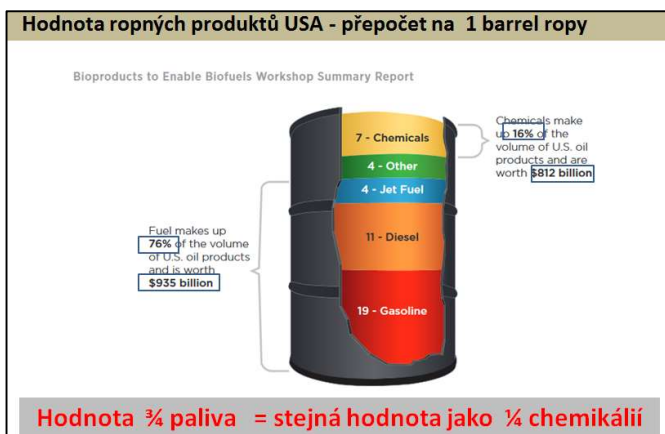 Hodnota ropných produktů USA - přepočet na 1 barrel ropy
Bioproducts to Enable Biofuels Workshop Summary Report
7 - Chemicals
4 - Other
4 - Jet Fuel
11 - Diesel
19 - Gasoline
Chemicals make
up 16% of the
volume of U.S. oil
products and are
worth $812 billion
Fuel makes up
76% of the volume
of U.S. oil products
and is worth
$935 billion
Hodnota ¾ paliva = stejná hodnota jako ¼ chemikálií